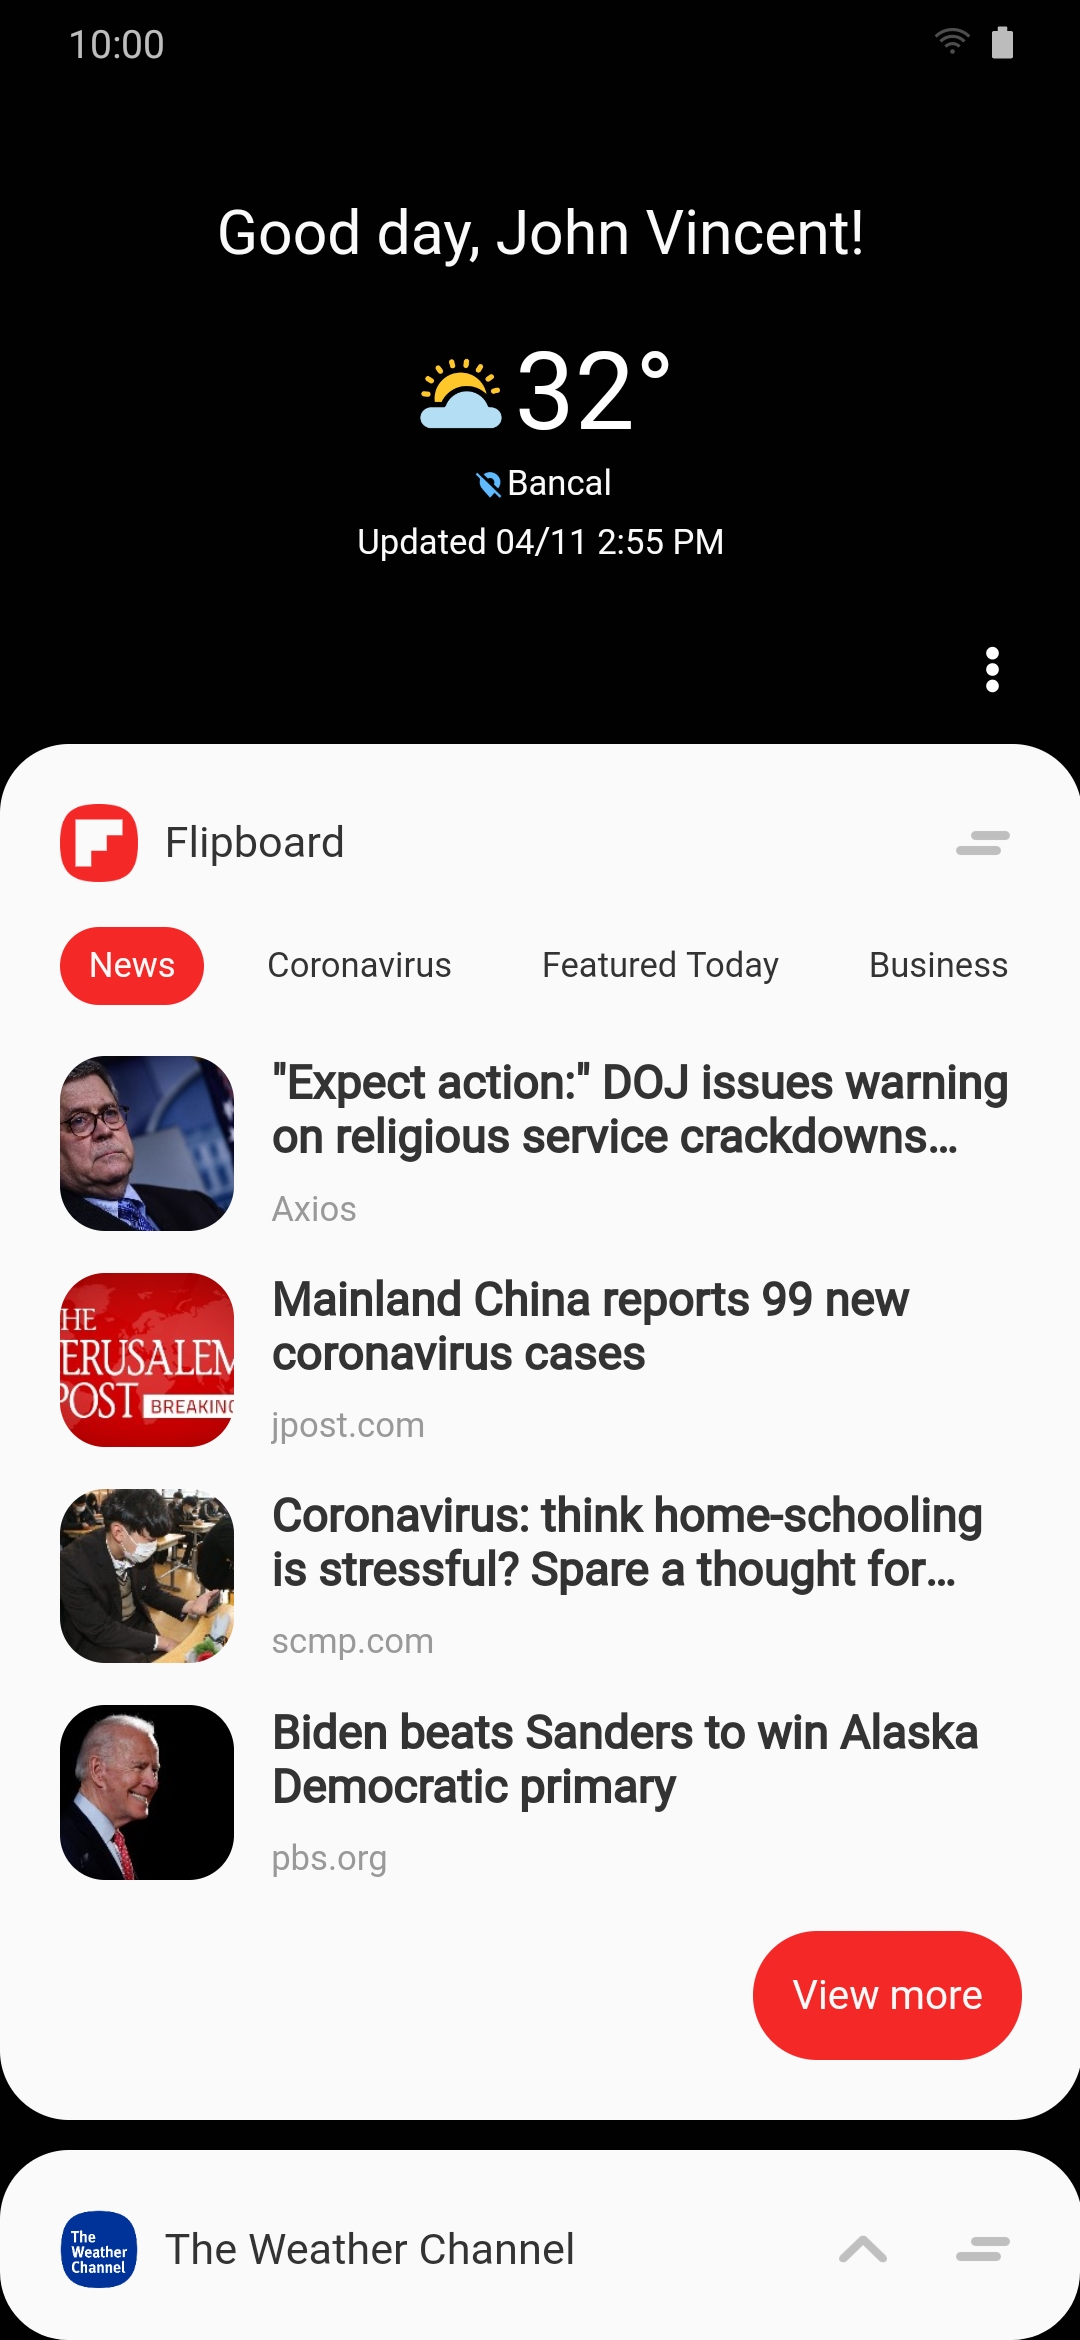 10:00
Good day, John Vincent!
32°
Bancal
Updated 04/11 2:55 PM
Flipboard
News Coronavirus Featured Today Business
"Expect action:" DOJ issues warning
on religious service crackdowns...
Axios
HE
ERUSALEM
POST BREAKING
Mainland China reports 99 new
coronavirus cases
jpost.com
Coronavirus: think home-schooling
is stressful? Spare a thought for...
scmp.com
Biden beats Sanders to win Alaska
Democratic primary
pbs.org
View more
The
Weather
Channel
The Weather Channel